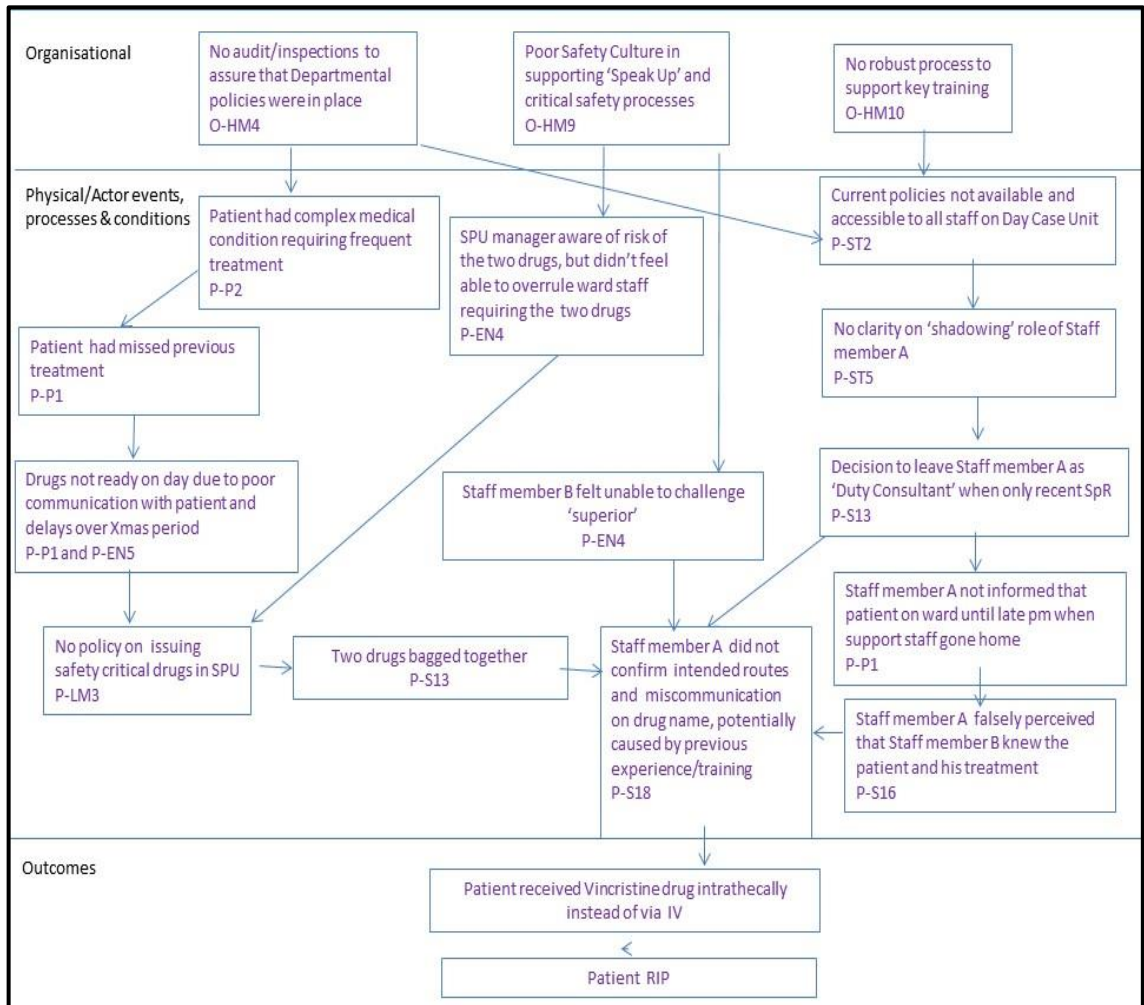 Organisational
No audit/inspections to
assure that Departmental
policies were in place
O-HM4
Poor Safety Culture in
supporting ‘Speak Up’ and
critical safety processes
O-HM9
No robust process to
support key training
O-HM10
Physical/Actor events,
processes & conditions
Patient had complex medical
condition requiring frequent
treatment
P-P2
SPU manager aware of risk of
the two drugs, but didn’t feel
able to overrule ward staff
requiring the two drugs
P-EN4
Current policies not available and
accessible to all staff on Day Case Unit
P-ST2
Patient had missed previous
treatment
P-P1
No clarity on ‘shadowing’ role of Staff
member A
P-ST5
Drugs not ready on day due to poor
communication with patient and
delays over Xmas period
P-P1 and P-EN5
Staff member B felt unable to challenge
‘superior’
P-EN4
Decision to leave Staff member A as
‘Duty Consultant’ when only recent SpR
P-S13
Staff member A not informed that
patient on ward until late pm when
support staff gone home
P-P1
No policy on issuing
safety critical drugs in SPU
P-LM3
Two drugs bagged together
P-S13
Staff member A did not
confirm intended routes
and miscommunication
on drug name, potentially
caused by previous
experience/training
P-S18
Staff member A falsely perceived
that Staff member B knew the
patient and his treatment
P-S16
Outcomes
Patient received Vincristine drug intrathecally
instead of via IV
Patient RIP